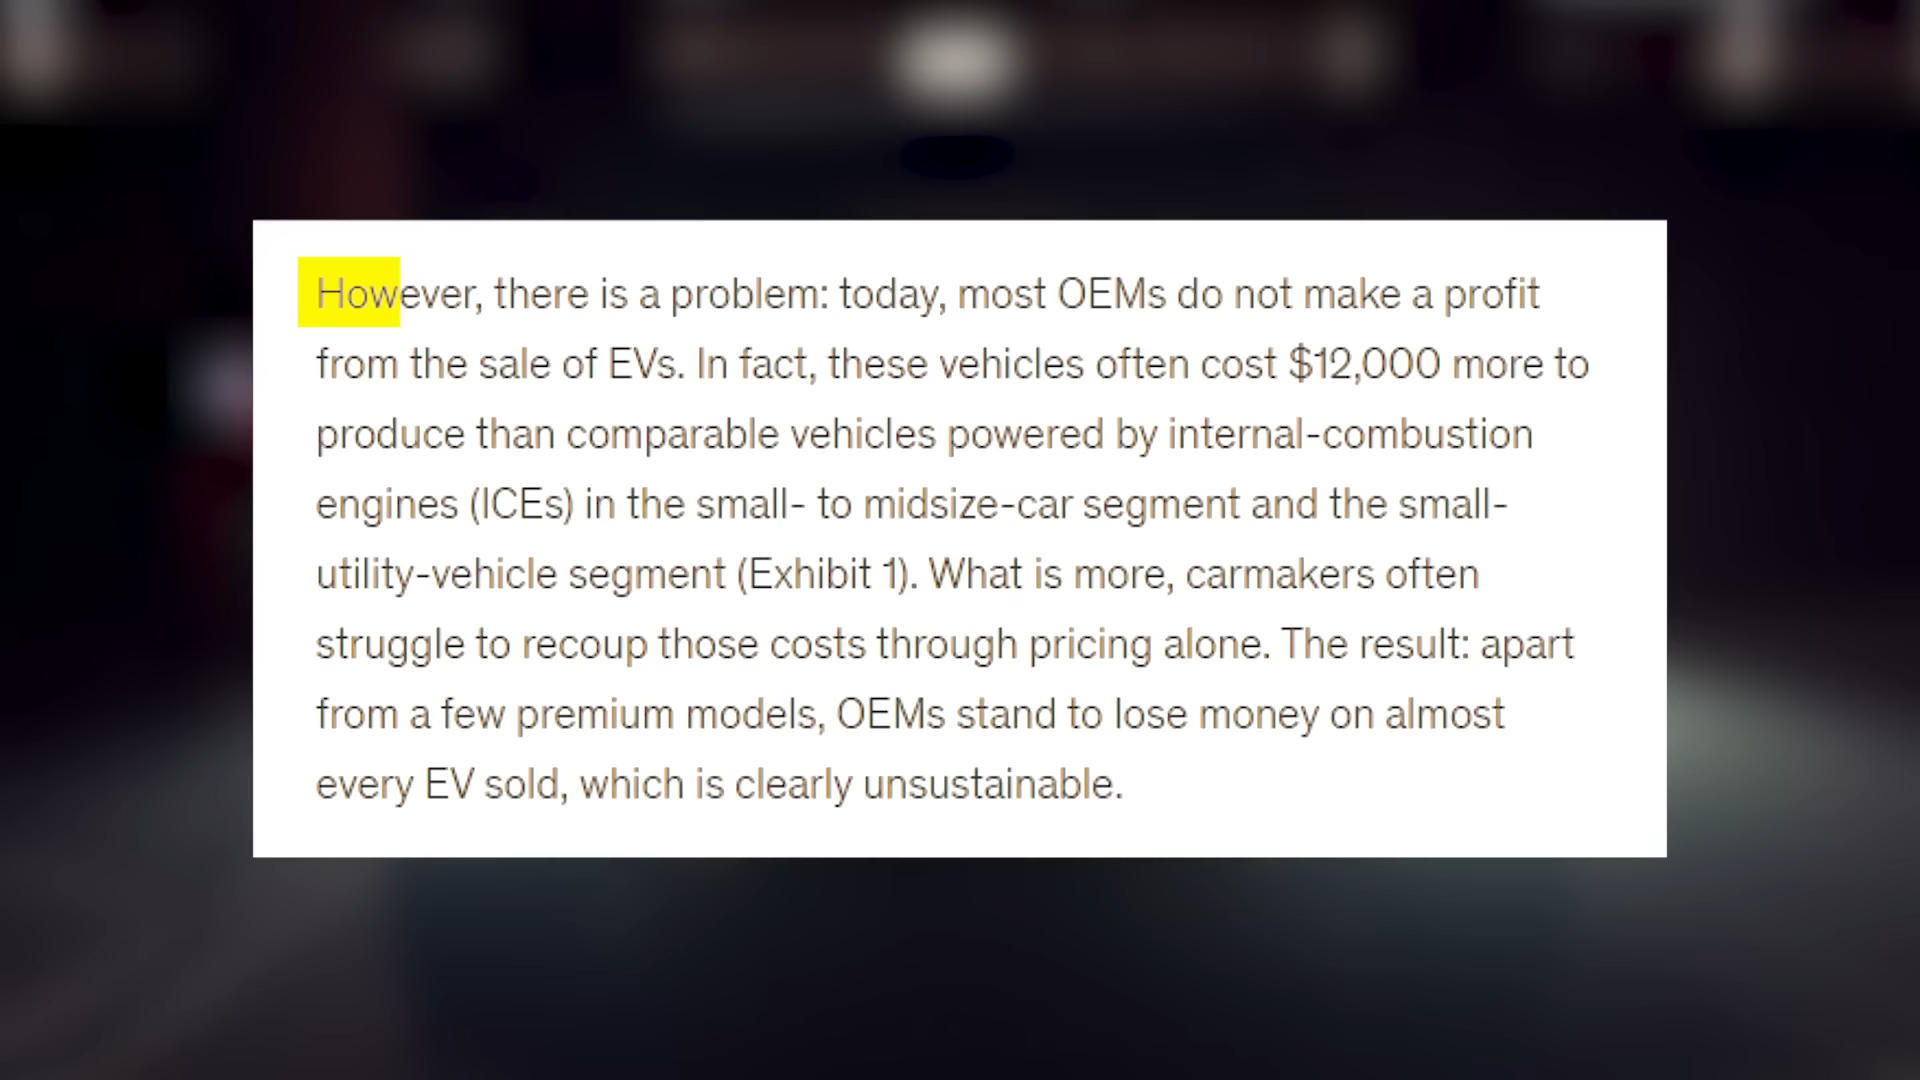 However, there is a problem: today, most OEMs do not make a profit
from the sale of EVs. In fact, these vehicles often cost $12,000 more to
produce than comparable vehicles powered by internal-combustion
engines (ICEs) in the small- to midsize-car segment and the small-
utility-vehicle segment (Exhibit 1). What is more, carmakers often
struggle to recoup those costs through pricing alone. The result: apart
from a few premium models, OEMs stand to lose money on almost
every EV sold, which is clearly unsustainable.